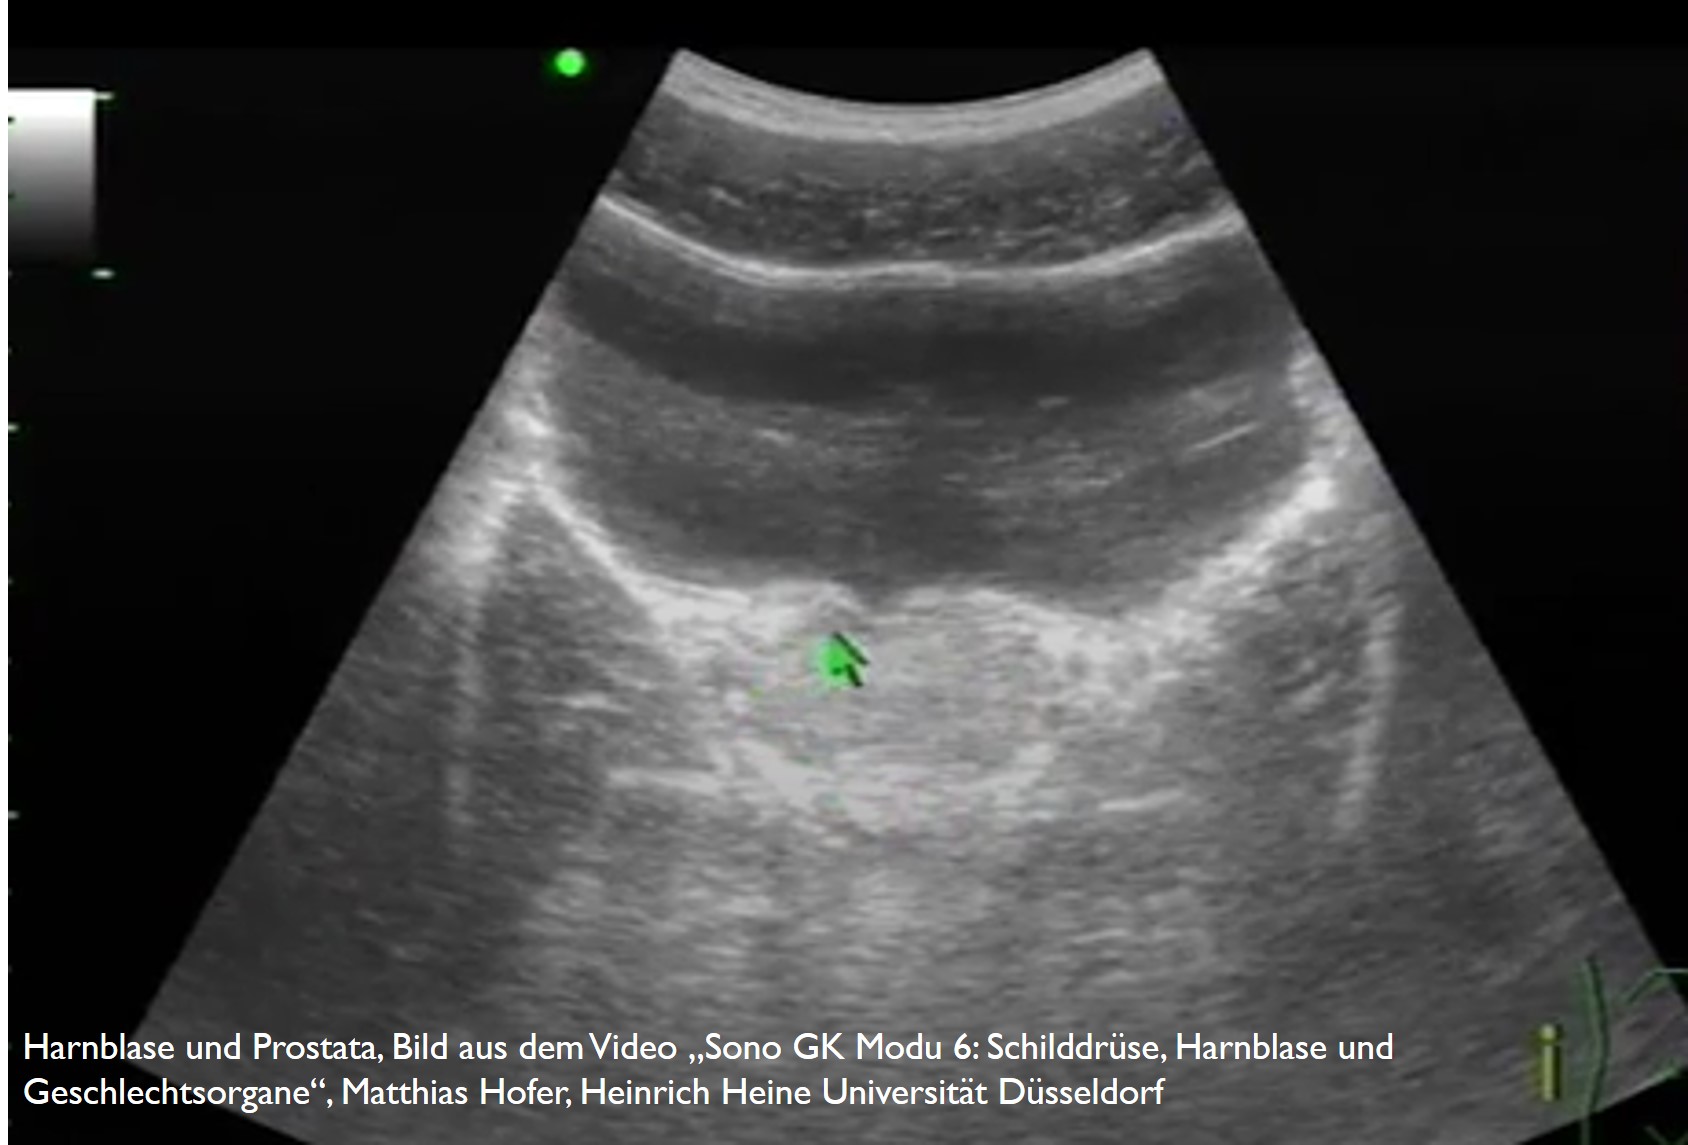 Harnblase und Prostata, Bild aus dem Video „Sono GK Modu 6: Schilddrüse, Harnblase und
Geschlechtsorgane“, Matthias Hofer, Heinrich Heine Universität Düsseldorf